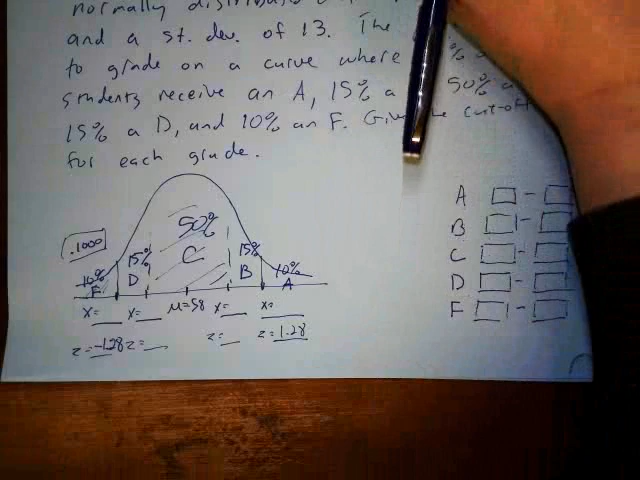 normally distribute
and a st. dev. of 13. The
to grade on a curve where %
students receive an A, 15% a 50% a
15% a D, and 10% an F. Give the cut-off
for each grade.
.1000
50%
C
15%
D
15%
B
10%
F
10%
A
x=
x=
μ=58
x=
x=
z=-1.28
z=
z=
z=1.28
A -
B -
C -
D -
F -